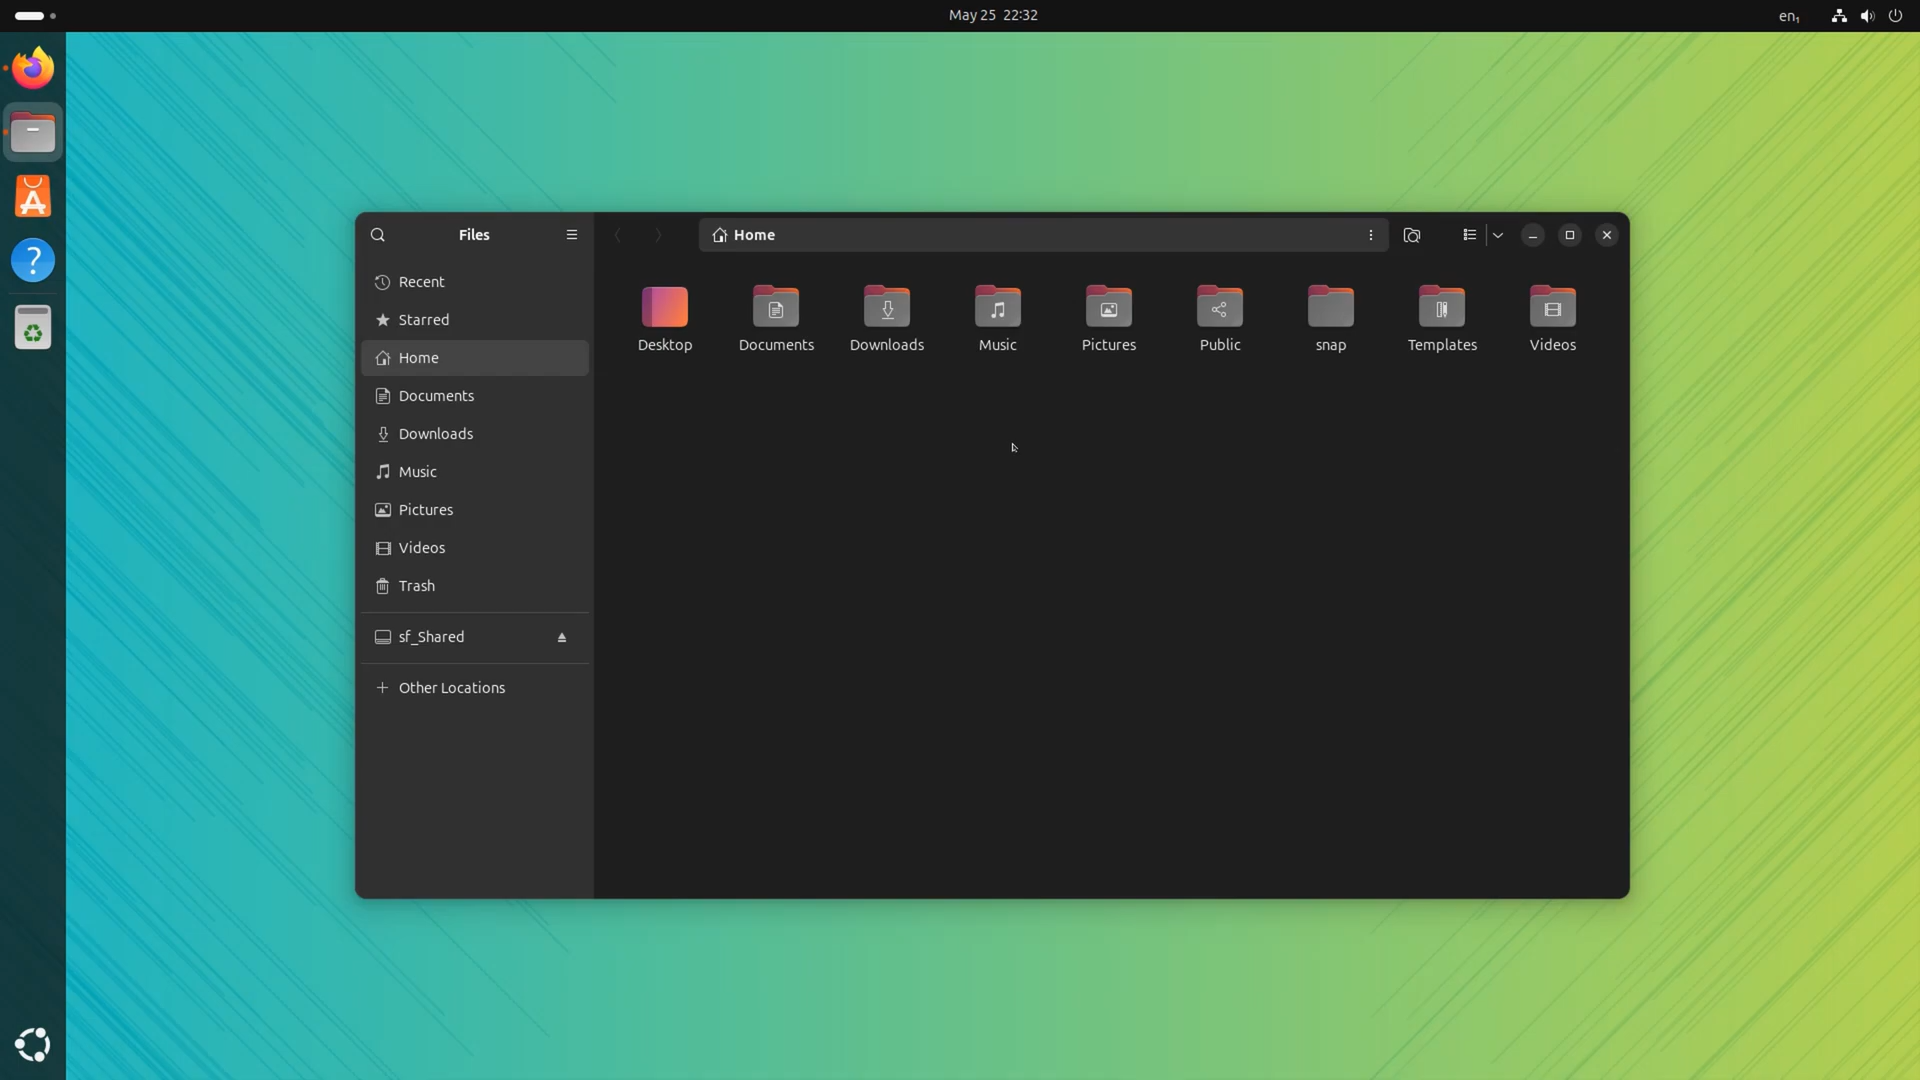 May 25 22:32
en₁
Files
Home
Recent
Starred
Home
Documents
Downloads
Music
Pictures
Videos
Trash
sf_Shared
Other Locations
Desktop
Documents
Downloads
Music
Pictures
Public
snap
Templates
Videos